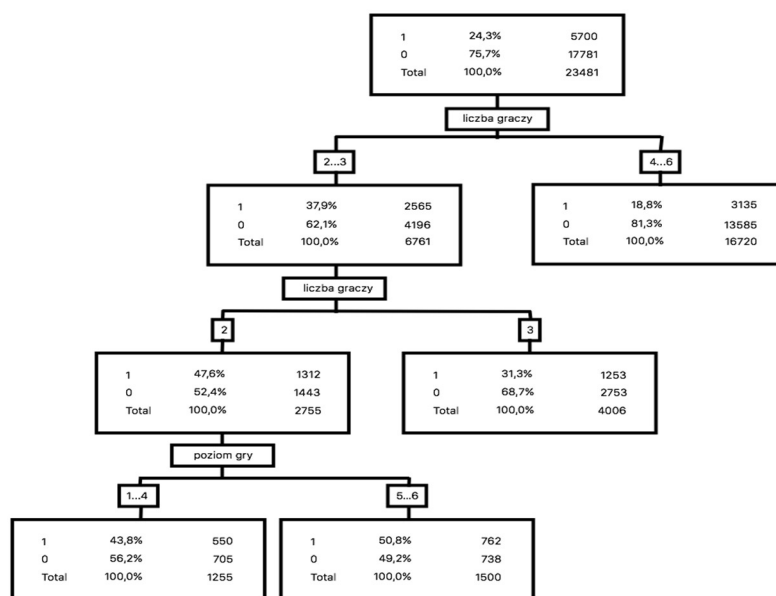 1 24,3% 5700
0 75,7% 17781
Total 100,0% 23481
liczba graczy
2...3
4...6
1 37,9% 2565
0 62,1% 4196
Total 100,0% 6761
1 18,8% 3135
0 81,3% 13585
Total 100,0% 16720
liczba graczy
2
3
1 47,6% 1312
0 52,4% 1443
Total 100,0% 2755
1 31,3% 1253
0 68,7% 2753
Total 100,0% 4006
poziom gry
1...4
5...6
1 43,8% 550
0 56,2% 705
Total 100,0% 1255
1 50,8% 762
0 49,2% 738
Total 100,0% 1500